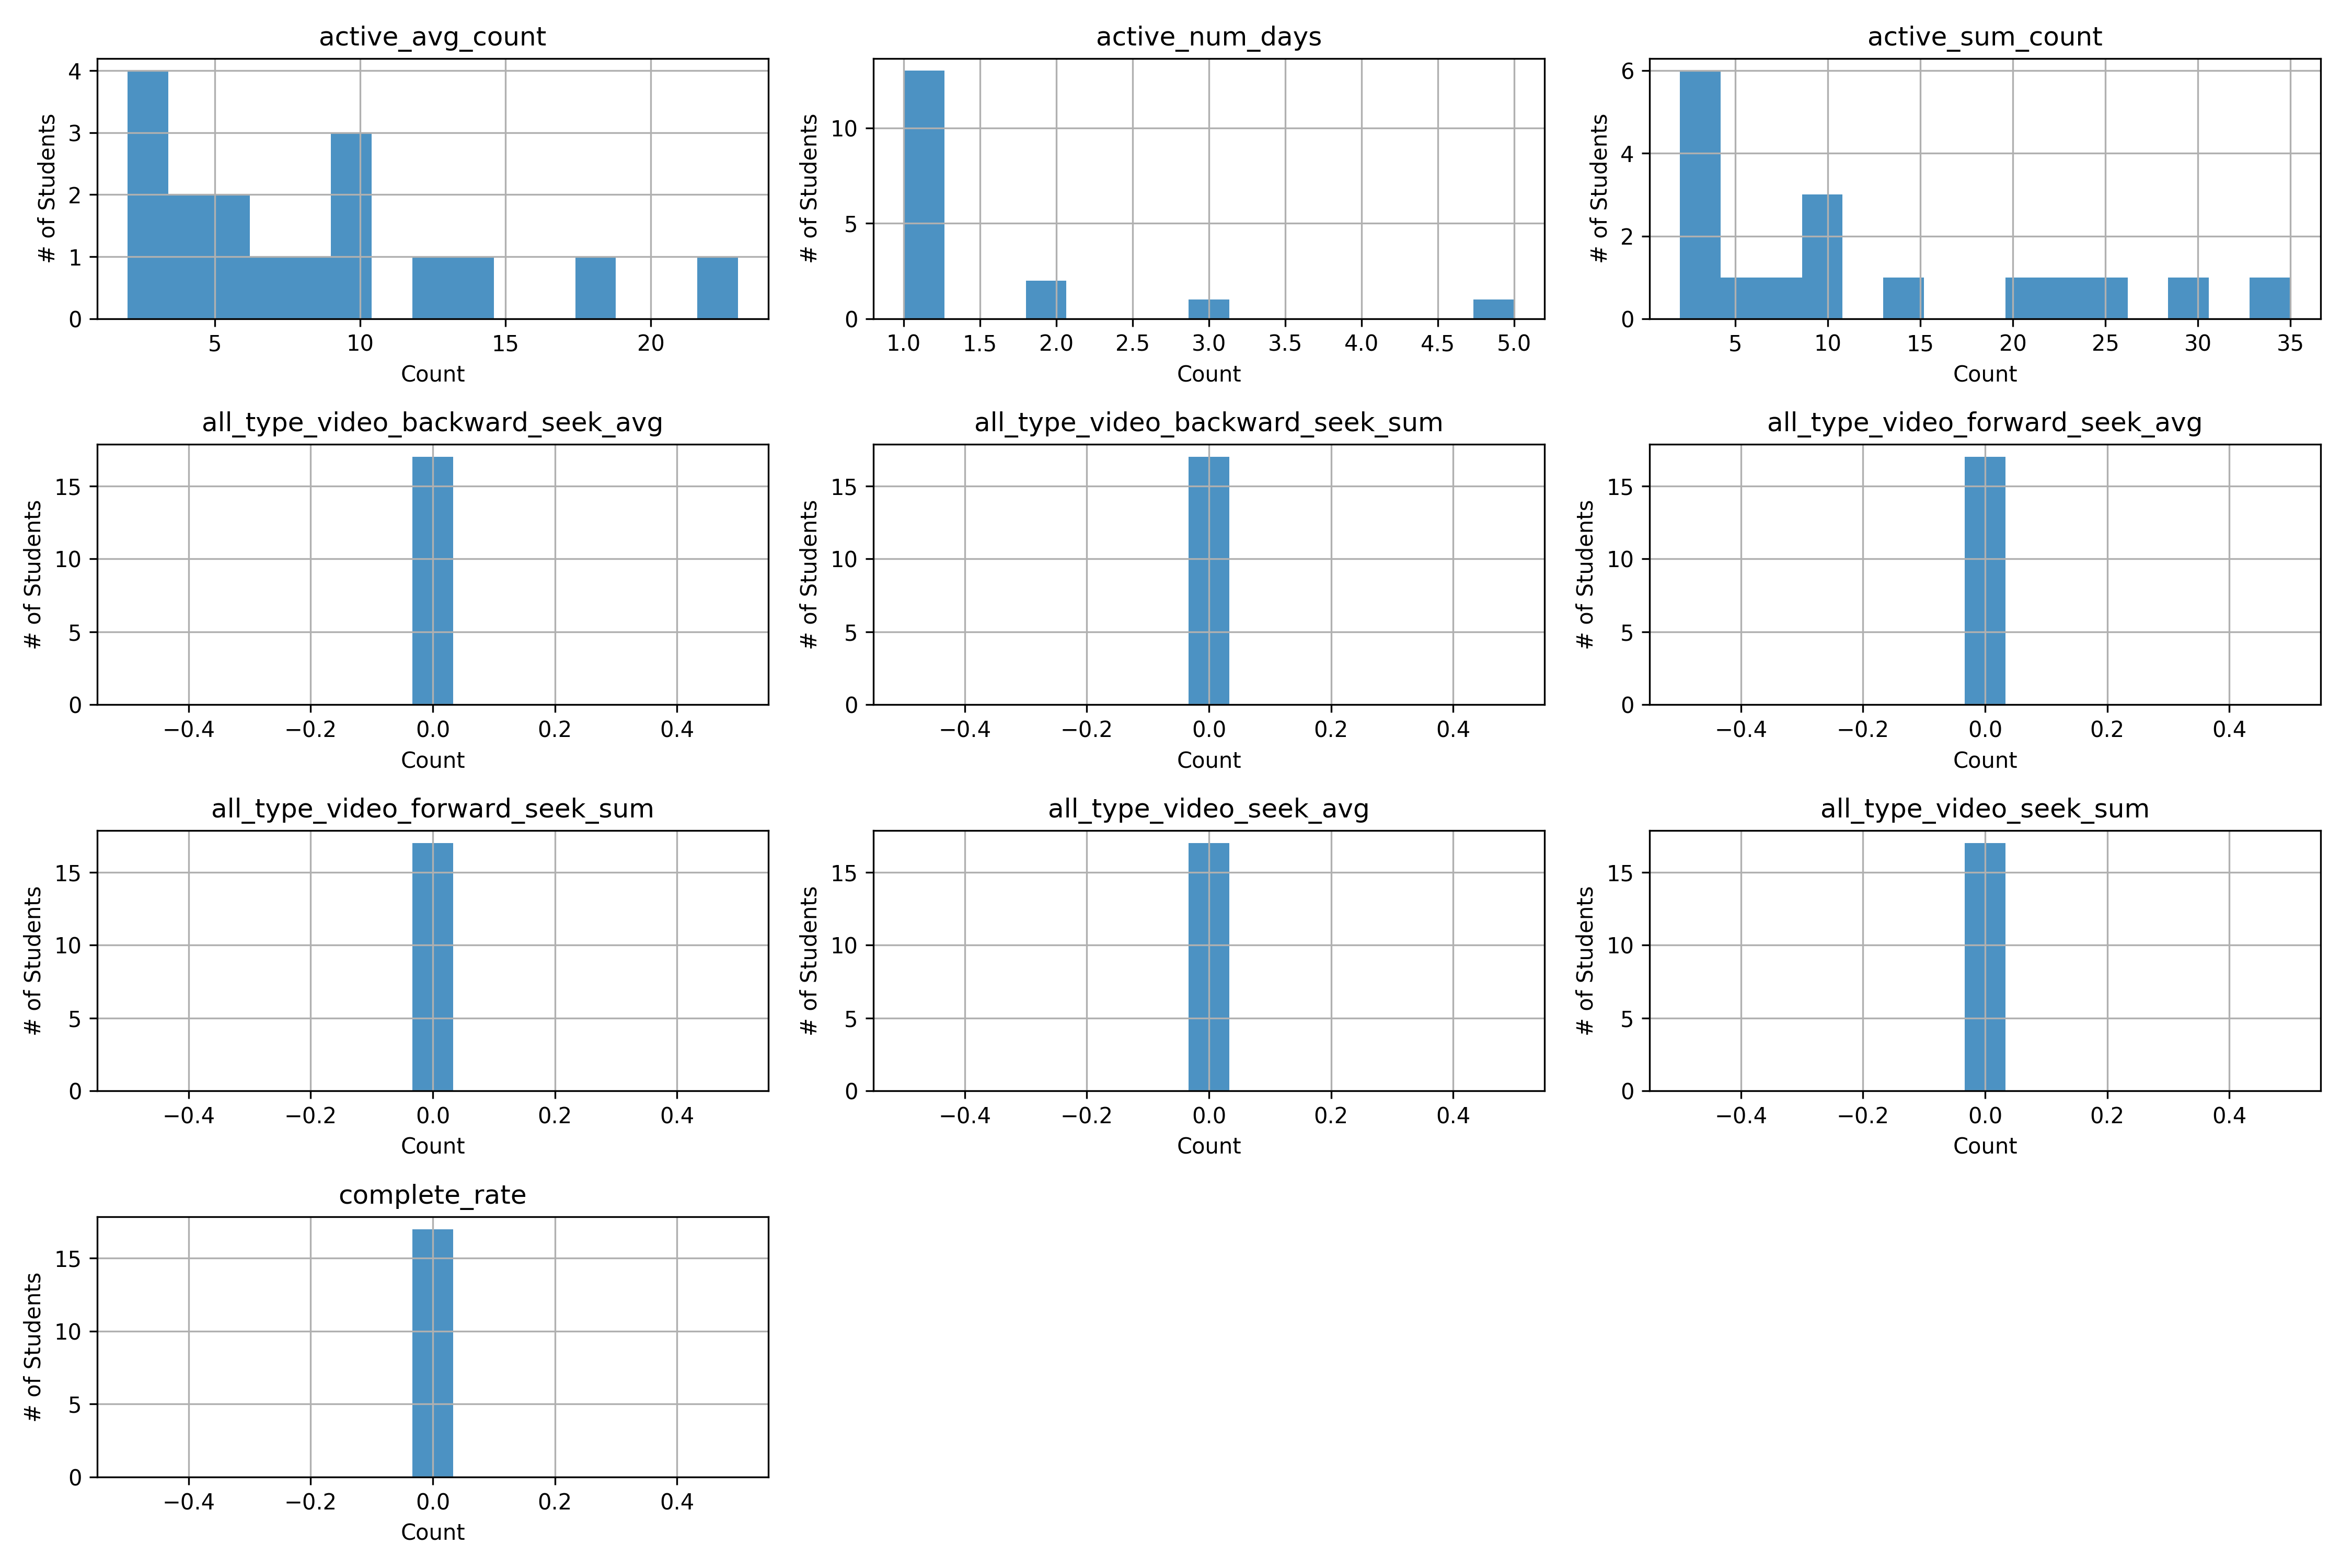 active_avg_count
# of Students
4
3
2
1
0
5 10 15 20
Count
active_num_days
# of Students
10
5
0
1.0 1.5 2.0 2.5 3.0 3.5 4.0 4.5 5.0
Count
active_sum_count
# of Students
6
4
2
0
5 10 15 20 25 30 35
Count
all_type_video_backward_seek_avg
# of Students
15
10
5
0
−0.4 −0.2 0.0 0.2 0.4
Count
all_type_video_backward_seek_sum
# of Students
15
10
5
0
−0.4 −0.2 0.0 0.2 0.4
Count
all_type_video_forward_seek_avg
# of Students
15
10
5
0
−0.4 −0.2 0.0 0.2 0.4
Count
all_type_video_forward_seek_sum
# of Students
15
10
5
0
−0.4 −0.2 0.0 0.2 0.4
Count
all_type_video_seek_avg
# of Students
15
10
5
0
−0.4 −0.2 0.0 0.2 0.4
Count
all_type_video_seek_sum
# of Students
15
10
5
0
−0.4 −0.2 0.0 0.2 0.4
Count
complete_rate
# of Students
15
10
5
0
−0.4 −0.2 0.0 0.2 0.4
Count